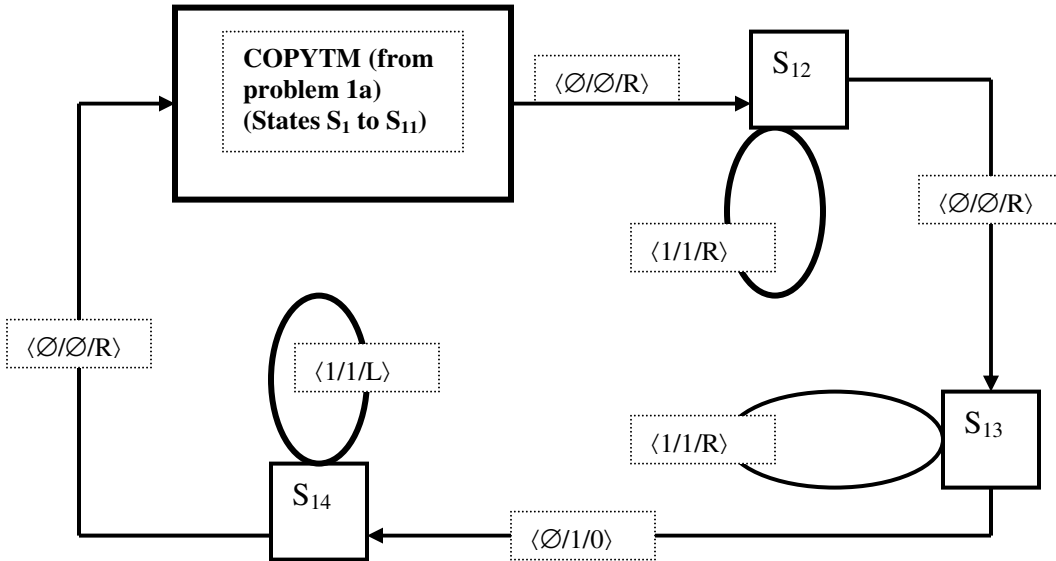 COPYTM (from
problem 1a)
(States S₁ to S₁₁)
⟨∅/∅/R⟩
S₁₂
⟨∅/∅/R⟩
⟨1/1/R⟩
⟨∅/∅/R⟩
⟨1/1/L⟩
⟨1/1/R⟩
S₁₃
S₁₄
⟨∅/1/0⟩